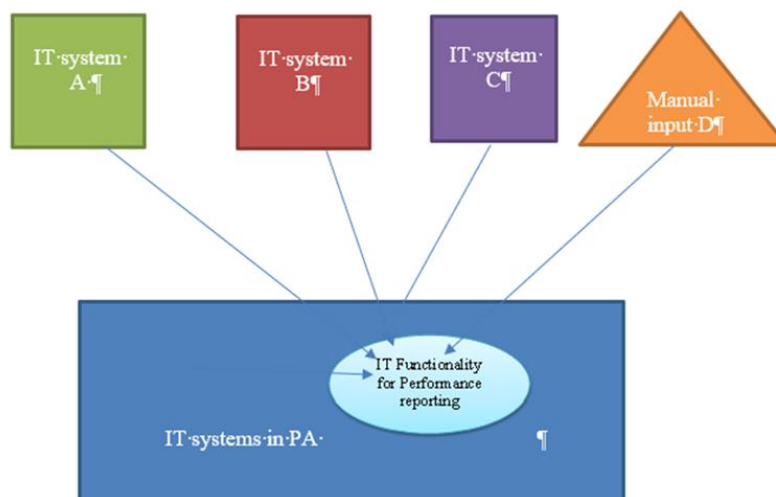 IT·system·
A·¶
IT·system·
B¶
IT·system·
C¶
Manual·
input·D¶
IT Functionality
for Performance
reporting
IT·systems·in·PA· ¶